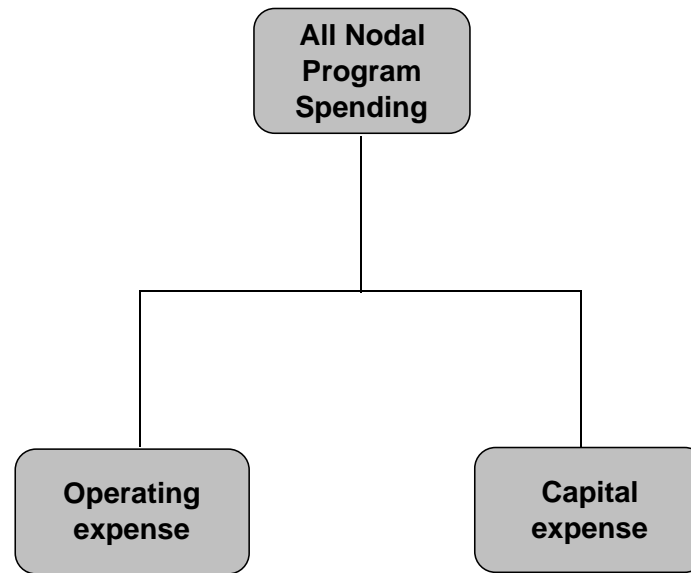 All Nodal
Program
Spending
Operating
expense
Capital
expense